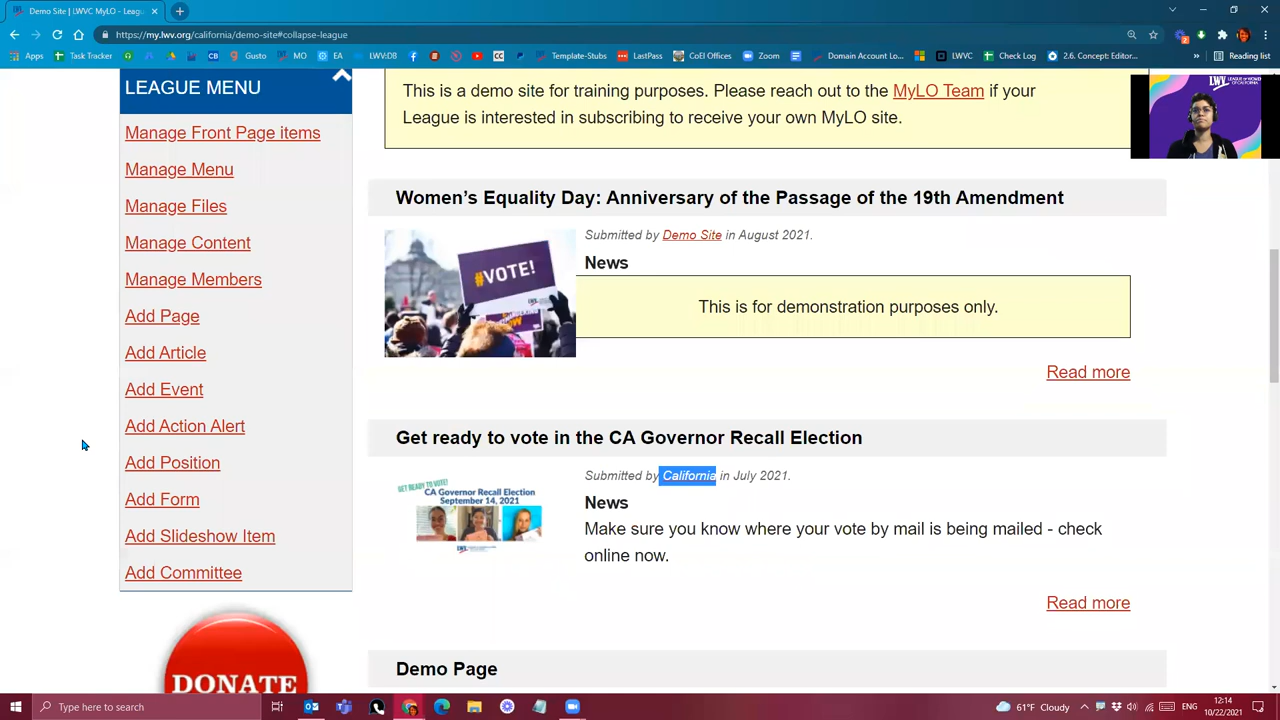 Demo Site | LWVC MyLO - Leagu
https://my.lwv.org/california/demo-site#collapse-league
Apps
Task Tracker
Gusto
MO
EA
LWV:DB
Template-Stubs
LastPass
CoEl Offices
Zoom
Domain Account Lo...
LWVC
Check Log
2.6. Concept: Editor...
Reading list
LEAGUE MENU
Manage Front Page items
Manage Menu
Manage Files
Manage Content
Manage Members
Add Page
Add Article
Add Event
Add Action Alert
Add Position
Add Form
Add Slideshow Item
Add Committee
DONATE
This is a demo site for training purposes. Please reach out to the MyLO Team if your
League is interested in subscribing to receive your own MyLO site.
Women's Equality Day: Anniversary of the Passage of the 19th Amendment
#VOTE!
Submitted by Demo Site in August 2021.
News
This is for demonstration purposes only.
Read more
Get ready to vote in the CA Governor Recall Election
GET READY TO VOTE!
CA Governor Recall Election
September 14, 2021
Submitted by California in July 2021.
News
Make sure you know where your vote by mail is being mailed - check
online now.
Read more
Demo Page
Type here to search
61°F Cloudy
12:14
10/22/2021